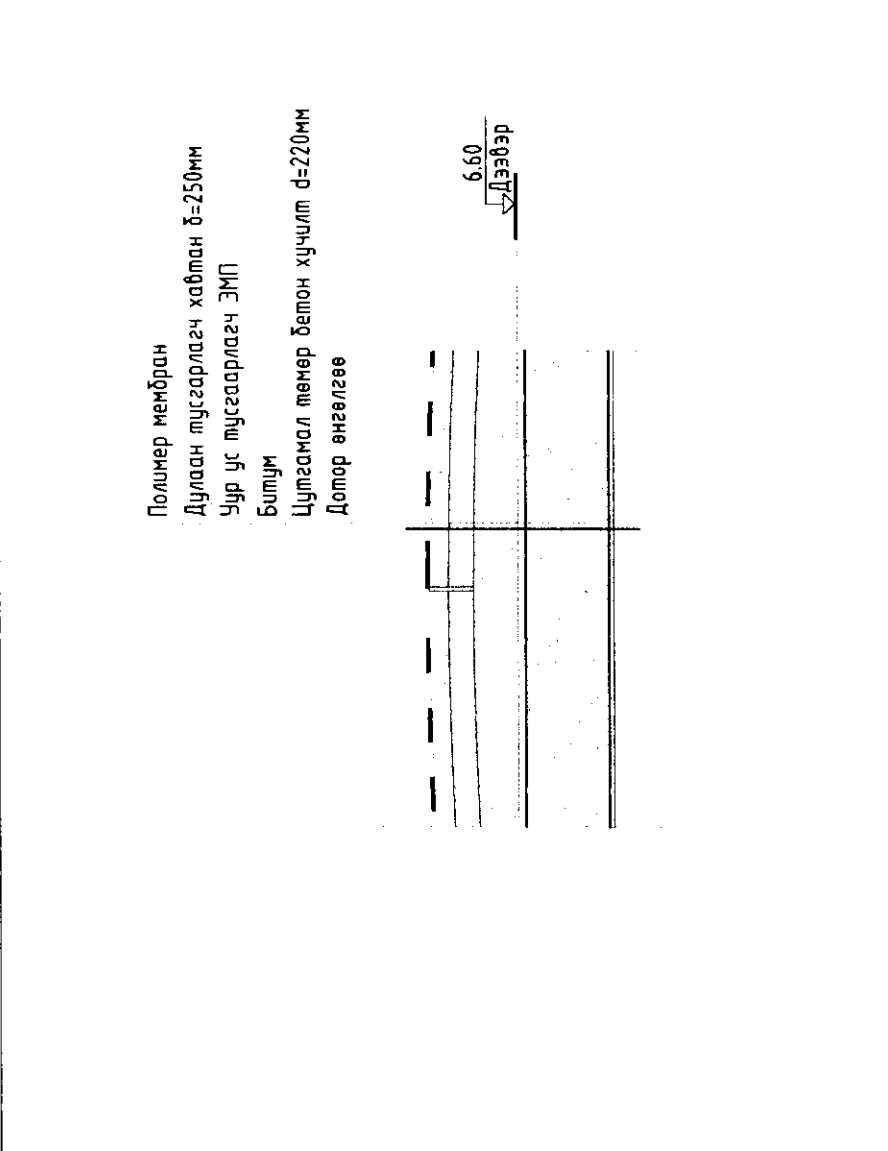 Полимер мембран
Дулаан тусгарлагч хавтан δ=250мм
Уур ус тусгаарлагч ЭМП
Битум
Цутгамал төмөр бетон хучилт d=220мм
Дотор өнгөлгөө
6.60
Дээвэр